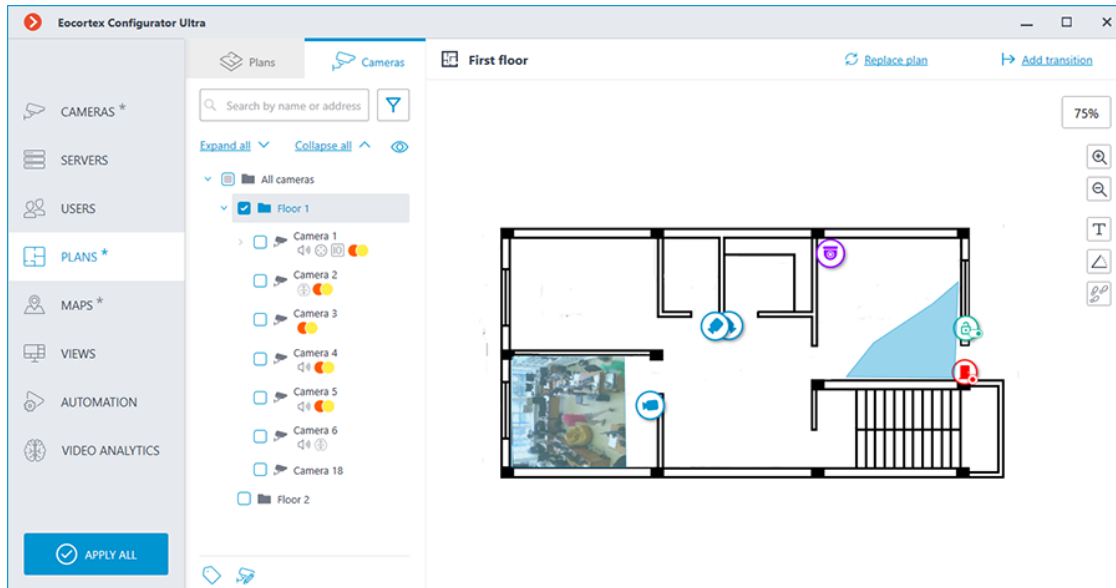 Eocortex Configurator Ultra
CAMERAS *
SERVERS
USERS
PLANS *
MAPS *
VIEWS
AUTOMATION
VIDEO ANALYTICS
APPLY ALL
Plans
Cameras
Search by name or address
Expand all
Collapse all
All cameras
Floor 1
Camera 1
IO
Camera 2
Camera 3
Camera 4
Camera 5
Camera 6
Camera 18
Floor 2
First floor
Replace plan
Add transition
75%
T